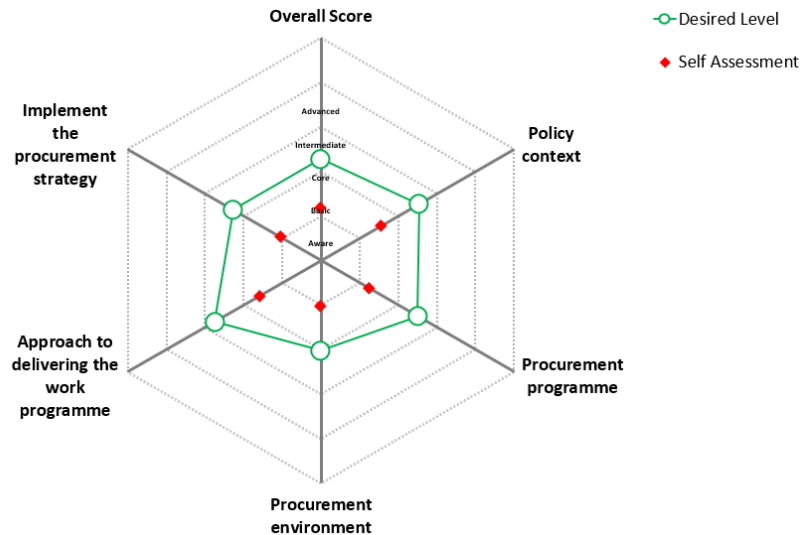 Overall Score
Desired Level
Self Assessment
Implement
the
procurement
strategy
Policy
context
Advanced
Intermediate
Core
Basic
Aware
Approach to
delivering the
work
programme
Procurement
programme
Procurement
environment